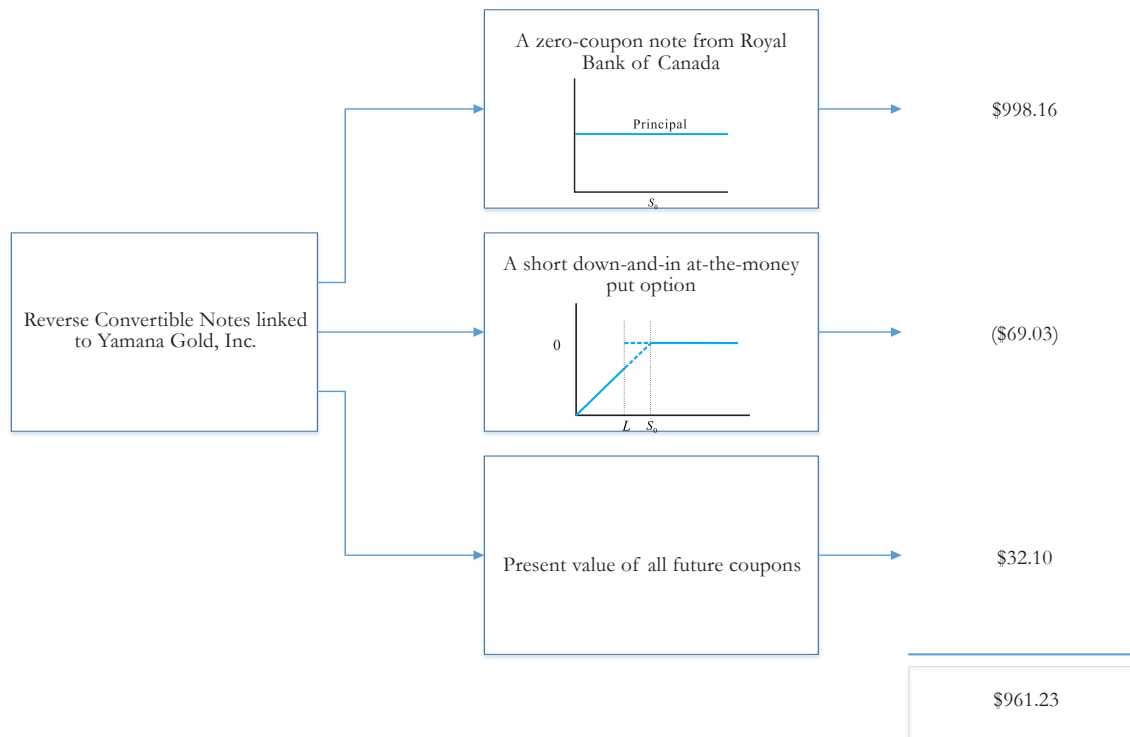 A zero-coupon note from Royal
Bank of Canada
Principal
S₀
$998.16
Reverse Convertible Notes linked
to Yamana Gold, Inc.
A short down-and-in at-the-money
put option
0
L S₀
($69.03)
Present value of all future coupons
$32.10
$961.23